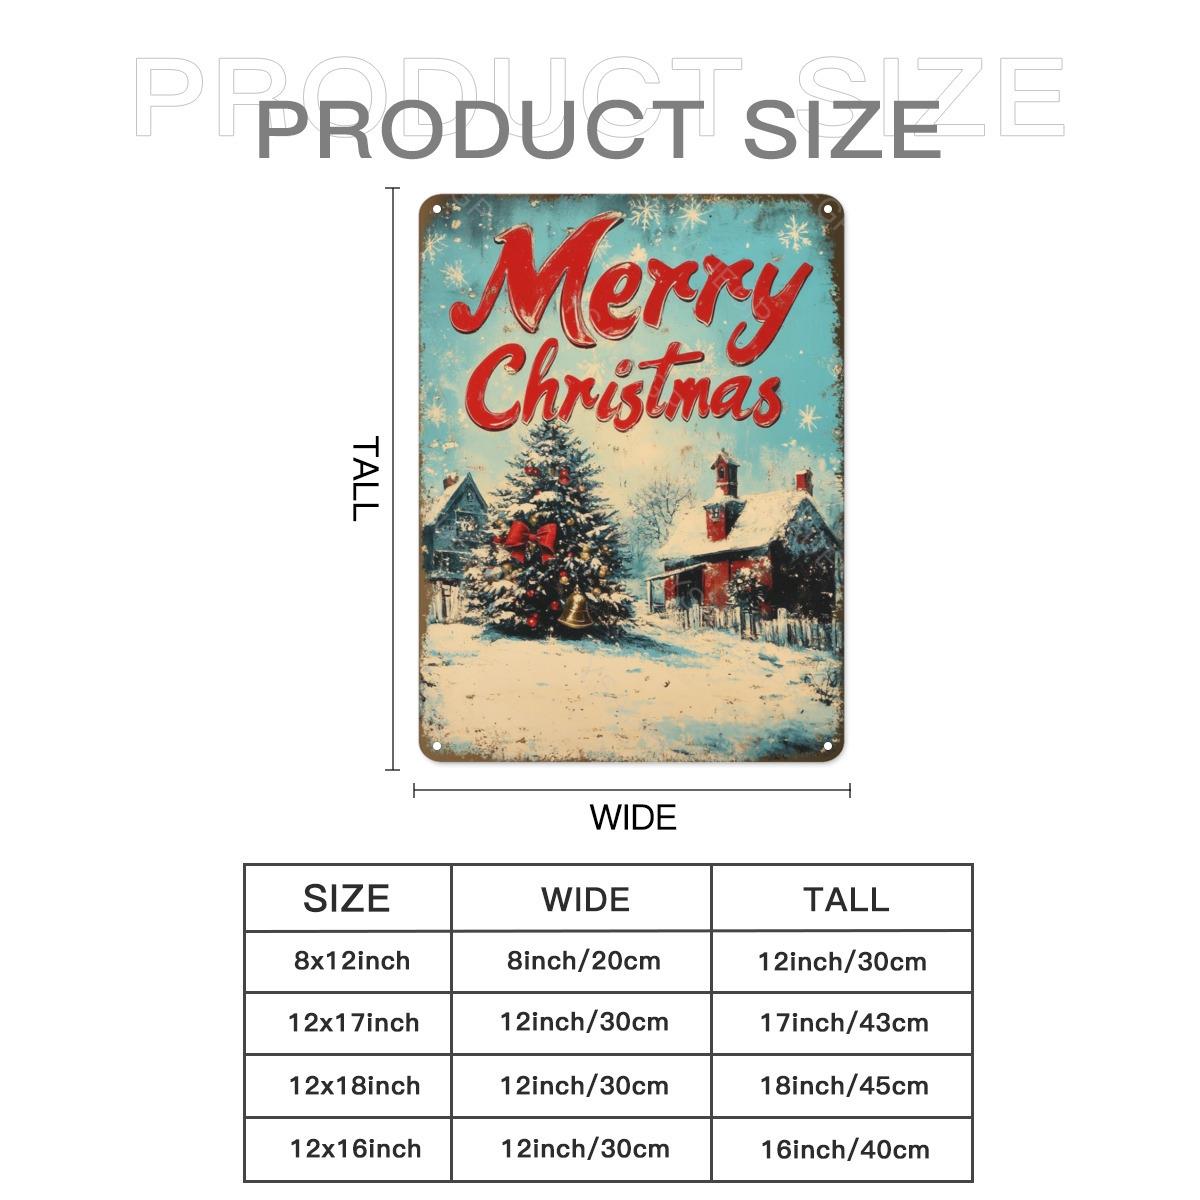 PRODUCT SIZE
PRODUCT SIZE
Merry
Christmas
TALL
WIDE
SIZE WIDE TALL
8x12inch 8inch/20cm 12inch/30cm
12x17inch 12inch/30cm 17inch/43cm
12x18inch 12inch/30cm 18inch/45cm
12x16inch 12inch/30cm 16inch/40cm